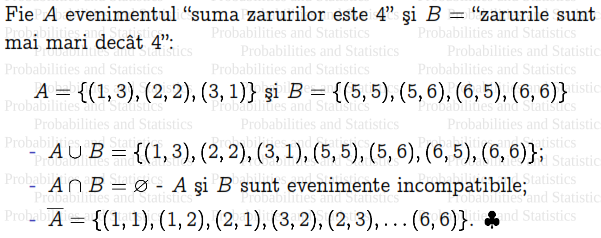 Fie A evenimentul “suma zarurilor este 4” şi B = “zarurile sunt
mai mari decât 4”:
A = {(1, 3), (2, 2), (3, 1)} şi B = {(5, 5), (5, 6), (6, 5), (6, 6)}
- A ∪ B = {(1, 3), (2, 2), (3, 1), (5, 5), (5, 6), (6, 5), (6, 6)};
- A ∩ B = ∅ - A şi B sunt evenimente incompatibile;
- A̅ = {(1, 1), (1, 2), (2, 1), (3, 2), (2, 3), . . . (6, 6)}. ♣